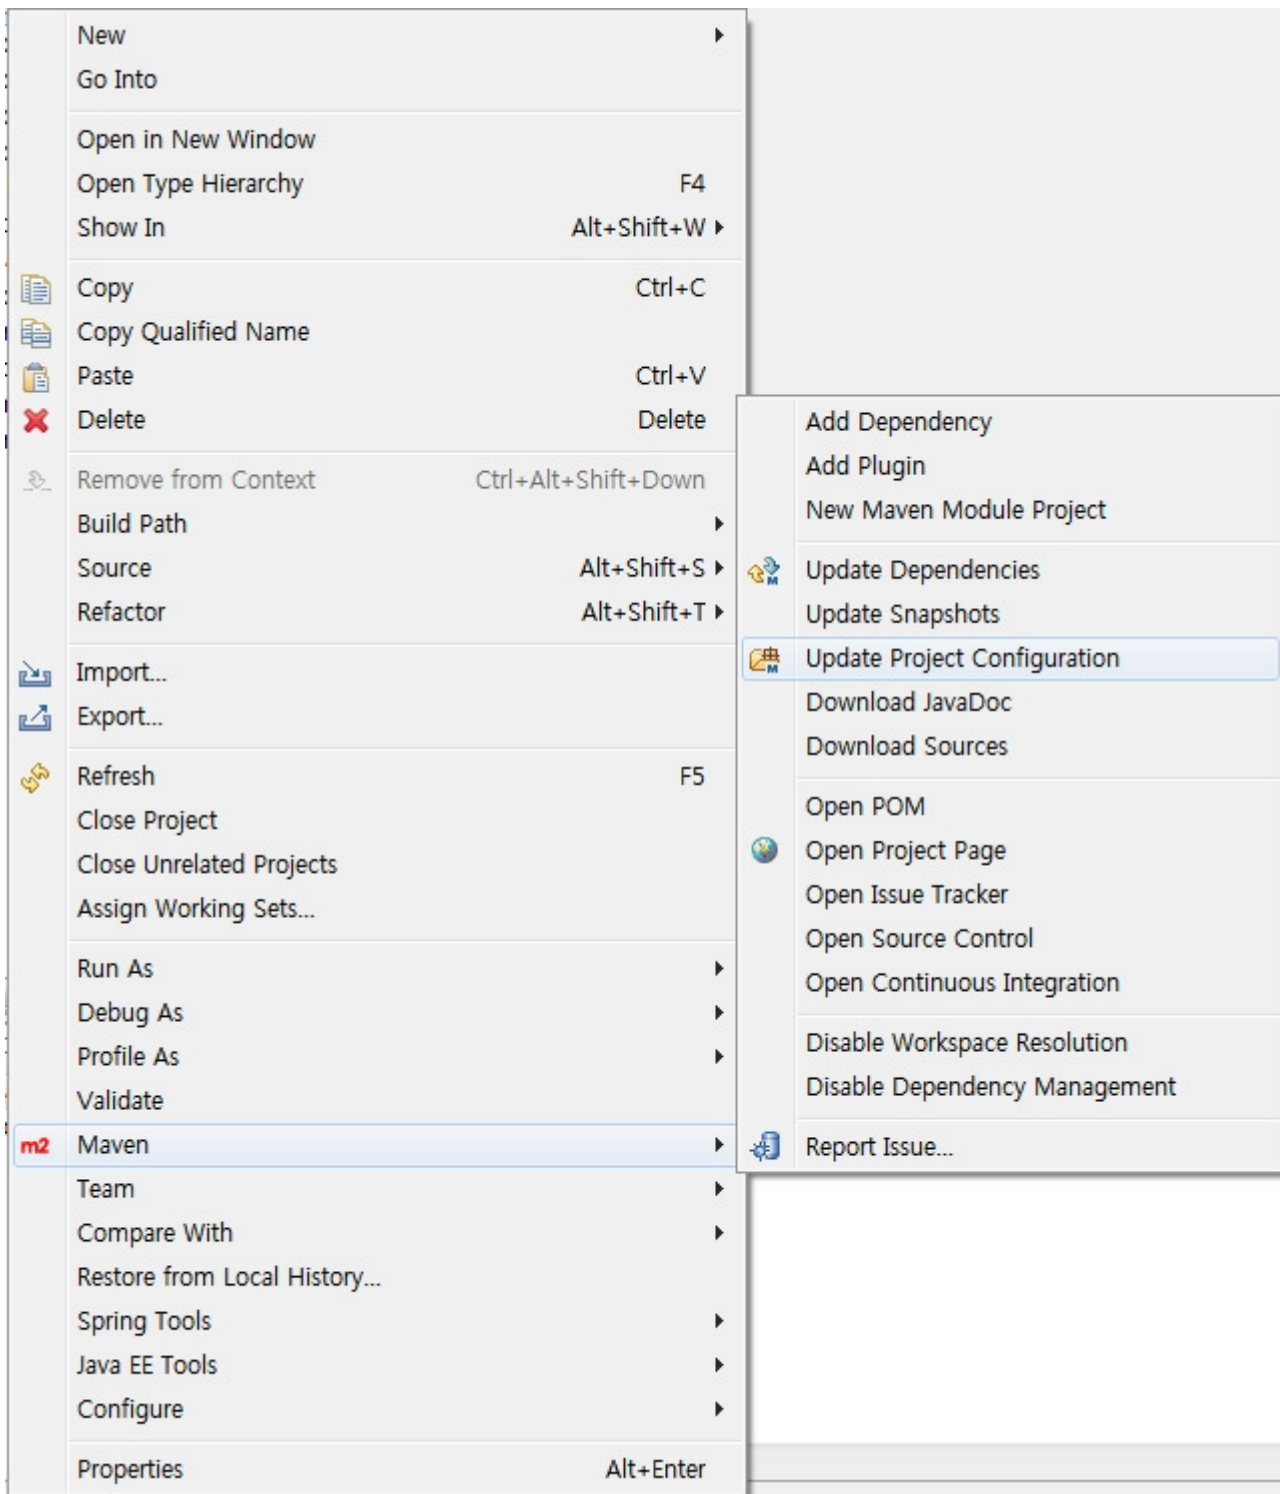 New
Go Into
Open in New Window
Open Type Hierarchy F4
Show In Alt+Shift+W
Copy Ctrl+C
Copy Qualified Name
Paste Ctrl+V
Delete Delete
Remove from Context Ctrl+Alt+Shift+Down
Build Path
Source Alt+Shift+S
Refactor Alt+Shift+T
Import...
Export...
Refresh F5
Close Project
Close Unrelated Projects
Assign Working Sets...
Run As
Debug As
Profile As
Validate
m2 Maven
Team
Compare With
Restore from Local History...
Spring Tools
Java EE Tools
Configure
Properties Alt+Enter
Add Dependency
Add Plugin
New Maven Module Project
Update Dependencies
Update Snapshots
Update Project Configuration
Download JavaDoc
Download Sources
Open POM
Open Project Page
Open Issue Tracker
Open Source Control
Open Continuous Integration
Disable Workspace Resolution
Disable Dependency Management
Report Issue...